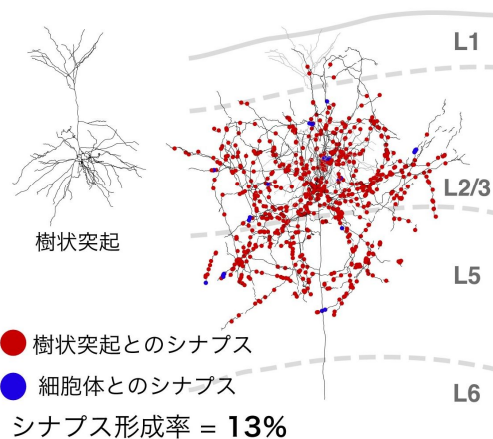 L1
L2/3
樹状突起
L5
樹状突起とのシナプス
細胞体とのシナプス
L6
シナプス形成率 = 13%